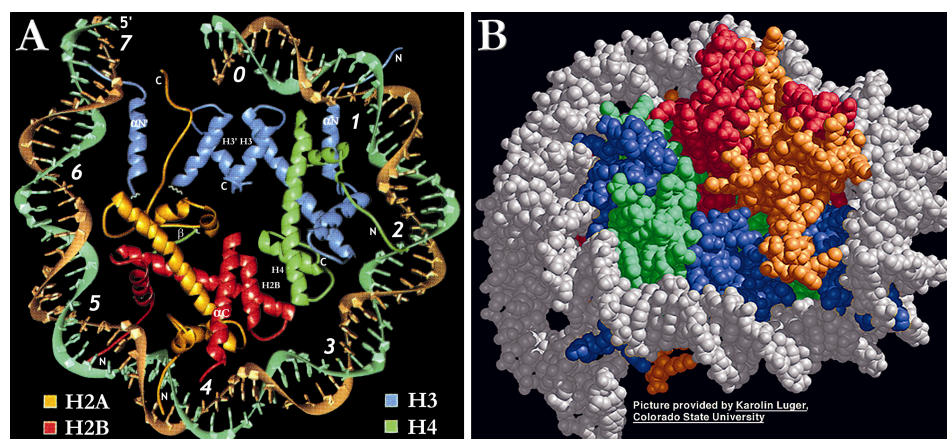 A
5'
7
0
N
C
αN'
αN
1
H3' H3
C
6
N
2
β
C
H4
H2B
5
αC
3
N
4
N
H2A
H3
H2B
H4
B
Picture provided by Karolin Luger,
Colorado State University